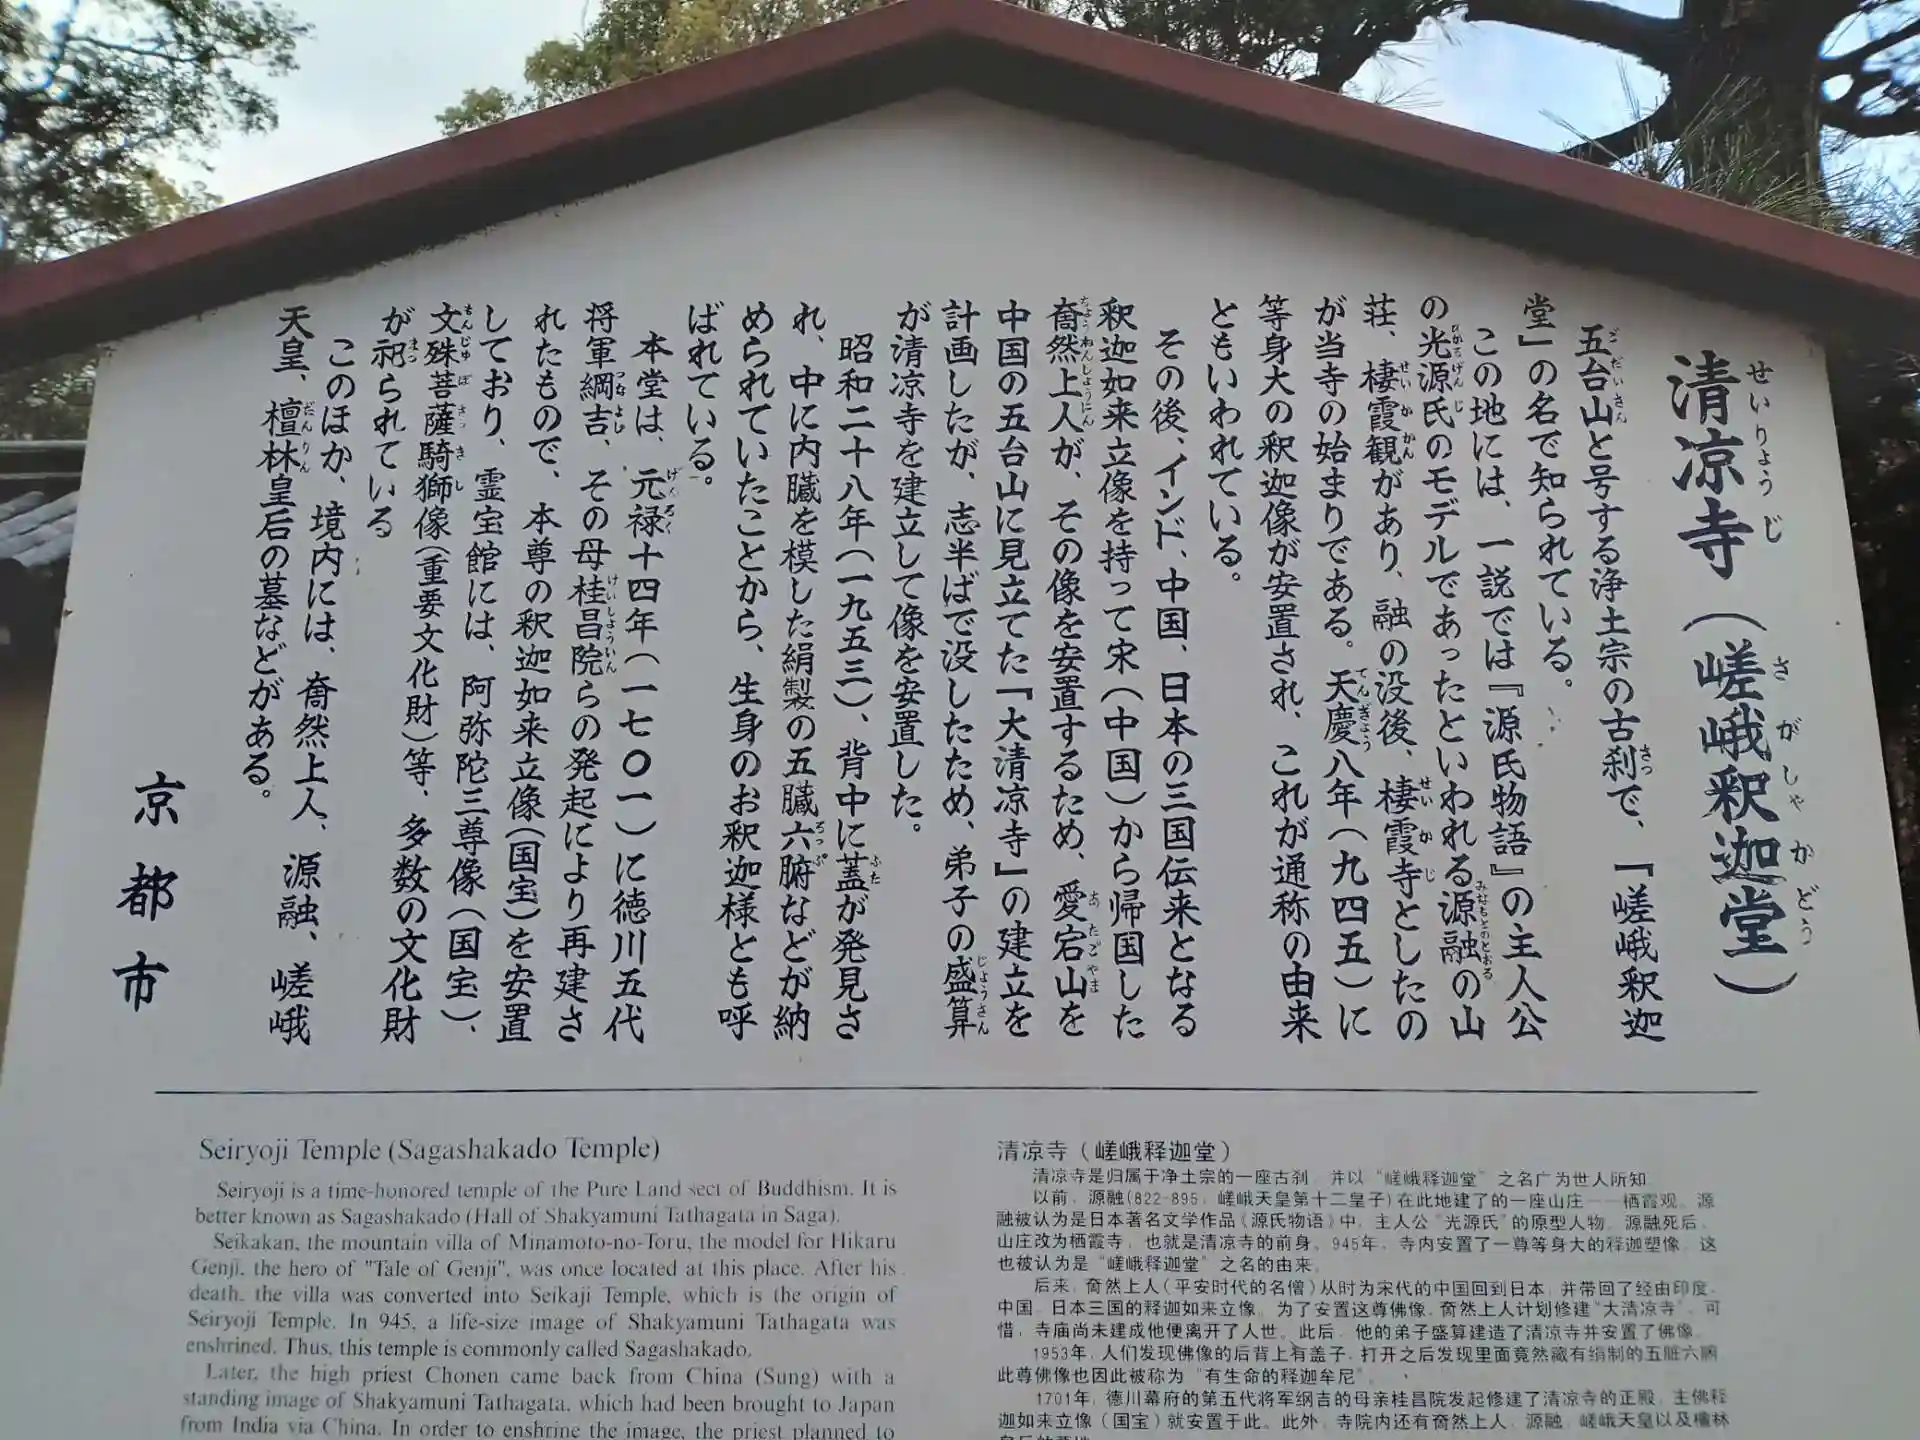 清凉寺（嵯峨釈迦堂）
せいりょうじ さがしゃかどう
五台山と号する浄土宗の古刹で、『嵯峨釈迦
堂』の名で知られている。
この地には、一説では『源氏物語』の主人公
の光源氏のモデルであったといわれる源融の山
荘、棲霞観があり、融の没後、棲霞寺としたの
が当寺の始まりである。天慶八年（九四五）に
等身大の釈迦像が安置され、これが通称の由来
ともいわれている。
その後、インド、中国、日本の三国伝来となる
釈迦如来立像を持って宋（中国）から帰国した
奝然上人が、その像を安置するため、愛宕山を
中国の五台山に見立てた『大清凉寺』の建立を
計画したが、志半ばで没したため、弟子の盛算
が清凉寺を建立して像を安置した。
昭和二十八年（一九五三）、背中に蓋が発見さ
れ、中に内臓を模した絹製の五臓六腑などが納
められていたことから、生身のお釈迦様とも呼
ばれている。
本堂は、元禄十四年（一七〇一）に徳川五代
将軍綱吉、その母桂昌院らの発起により再建さ
れたもので、本尊の釈迦如来立像（国宝）を安置
しており、霊宝館には、阿弥陀三尊像（国宝）、
文殊菩薩騎獅像（重要文化財）等、多数の文化財
が祀られている
このほか、境内には、奝然上人、源融、嵯峨
天皇、檀林皇后の墓などがある。
京都市
Seiryoji Temple (Sagashakado Temple)
Seiryoji is a time-honored temple of the Pure Land sect of Buddhism. It is
better known as Sagashakado (Hall of Shakyamuni Tathagata in Saga).
Seikakan, the mountain villa of Minamoto-no-Toru, the model for Hikaru
Genji, the hero of "Tale of Genji", was once located at this place. After his
death, the villa was converted into Seikaji Temple, which is the origin of
Seiryoji Temple. In 945, a life-size image of Shakyamuni Tathagata was
enshrined. Thus, this temple is commonly called Sagashakado.
Later, the high priest Chonen came back from China (Sung) with a
standing image of Shakyamuni Tathagata, which had been brought to Japan
from India via China. In order to enshrine the image, the priest planned to
清凉寺（嵯峨释迦堂）
清凉寺是归属于净土宗的一座古刹，并以“嵯峨释迦堂”之名广为世人所知。
以前，源融(822-895，嵯峨天皇第十二皇子)在此地建了的一座山庄——栖霞观。源
融被认为是日本著名文学作品《源氏物语》中，主人公“光源氏”的原型人物。源融死后，
山庄改为栖霞寺，也就是清凉寺的前身。945年，寺内安置了一尊等身大的释迦塑像，这
也被认为是“嵯峨释迦堂”之名的由来。
后来，奝然上人（平安时代的名僧）从时为宋代的中国回到日本，并带回了经由印度，
中国，日本三国的释迦如来立像。为了安置这尊佛像，奝然上人计划修建“大清凉寺”，可
惜，寺庙尚未建成他便离开了人世。此后，他的弟子盛算建造了清凉寺并安置了佛像。
1953年，人们发现佛像的后背上有盖子，打开之后发现里面竟然藏有绢制的五脏六腑
此尊佛像也因此被称为“有生命的释迦牟尼”。
1701年，德川幕府的第五代将军纲吉的母亲桂昌院发起修建了清凉寺的正殿，主佛释
迦如来立像（国宝）就安置于此。此外，寺院内还有奝然上人，源融，嵯峨天皇以及檀林